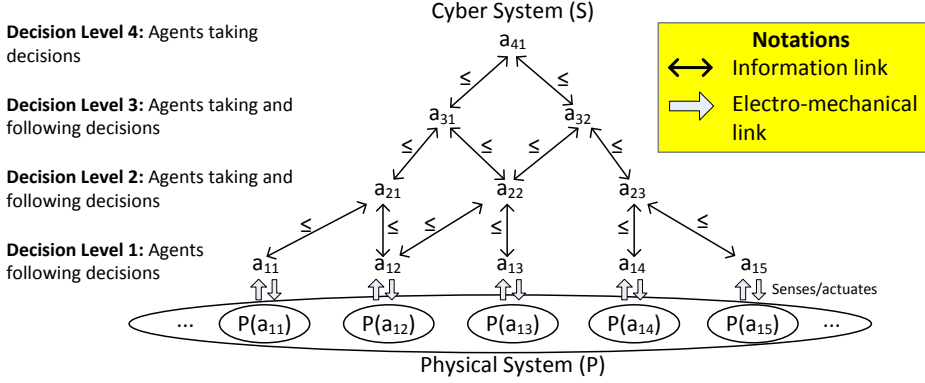 Cyber System (S)
Decision Level 4: Agents taking
decisions
a41
Notations
Information link
Electro-mechanical
link
≤ ≤
Decision Level 3: Agents taking and
following decisions
a31 a32
≤ ≤ ≤ ≤
Decision Level 2: Agents taking and
following decisions
a21 a22 a23
≤ ≤ ≤ ≤ ≤ ≤
Decision Level 1: Agents
following decisions
a11 a12 a13 a14 a15
Senses/actuates
... P(a11) P(a12) P(a13) P(a14) P(a15) ...
Physical System (P)